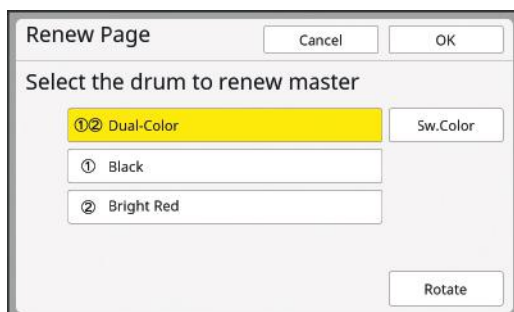 Renew Page Cancel OK
Select the drum to renew master
①② Dual-Color Sw.Color
① Black
② Bright Red
Rotate